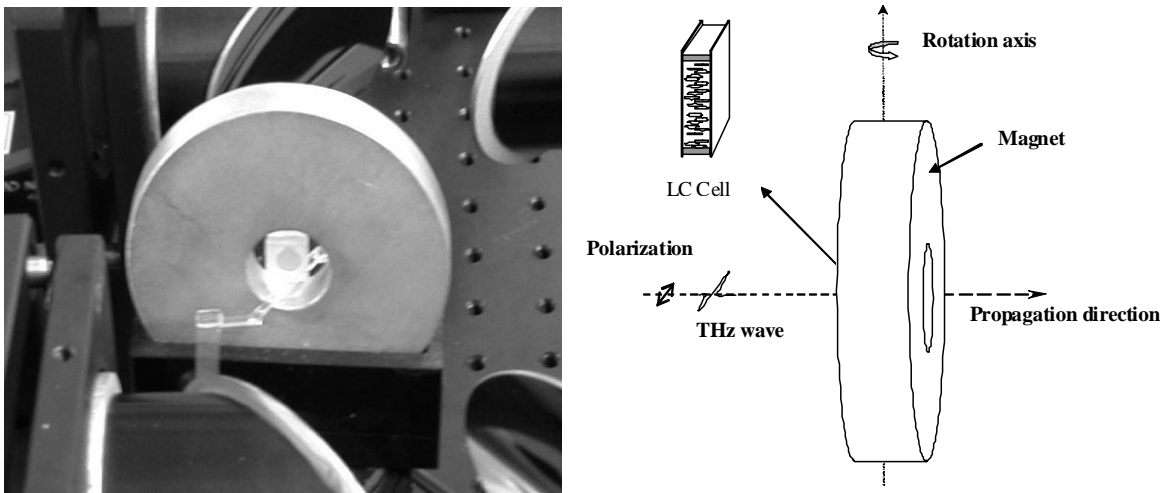 Rotation axis
Magnet
LC Cell
Polarization
THz wave
Propagation direction